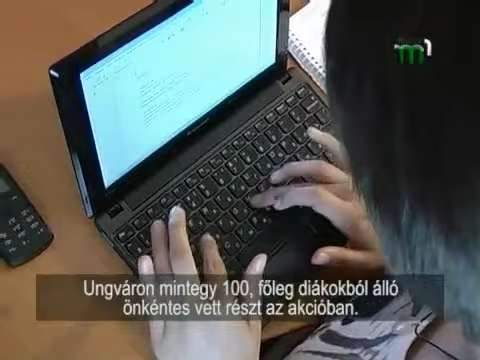 m1
Ungváron mintegy 100, főleg diákokból álló
önkéntes vett részt az akcióban.